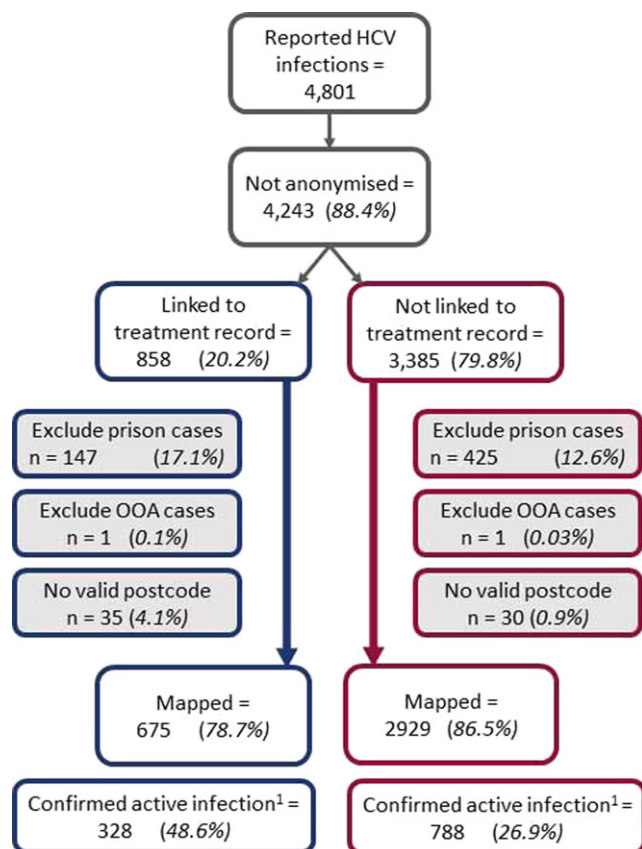 Reported HCV
infections =
4,801
Not anonymised =
4,243 (88.4%)
Linked to
treatment record =
858 (20.2%)
Not linked to
treatment record =
3,385 (79.8%)
Exclude prison cases
n = 147 (17.1%)
Exclude OOA cases
n = 1 (0.1%)
No valid postcode
n = 35 (4.1%)
Exclude prison cases
n = 425 (12.6%)
Exclude OOA cases
n = 1 (0.03%)
No valid postcode
n = 30 (0.9%)
Mapped =
675 (78.7%)
Mapped =
2929 (86.5%)
Confirmed active infection¹ =
328 (48.6%)
Confirmed active infection¹ =
788 (26.9%)